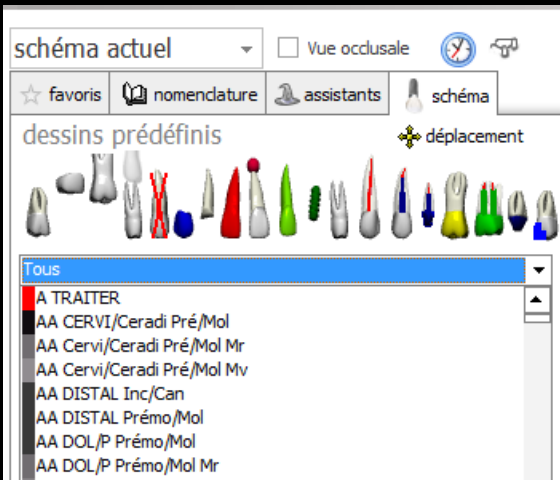 schéma actuel
Vue occlusale
favoris
nomenclature
assistants
schéma
dessins prédéfinis
déplacement
Tous
A TRAITER
AA CERVI/Ceradi Pré/Mol
AA Cervi/Ceradi Pré/Mol Mr
AA Cervi/Ceradi Pré/Mol Mv
AA DISTAL Inc/Can
AA DISTAL Prémo/Mol
AA DOL/P Prémo/Mol
AA DOL/P Prémo/Mol Mr